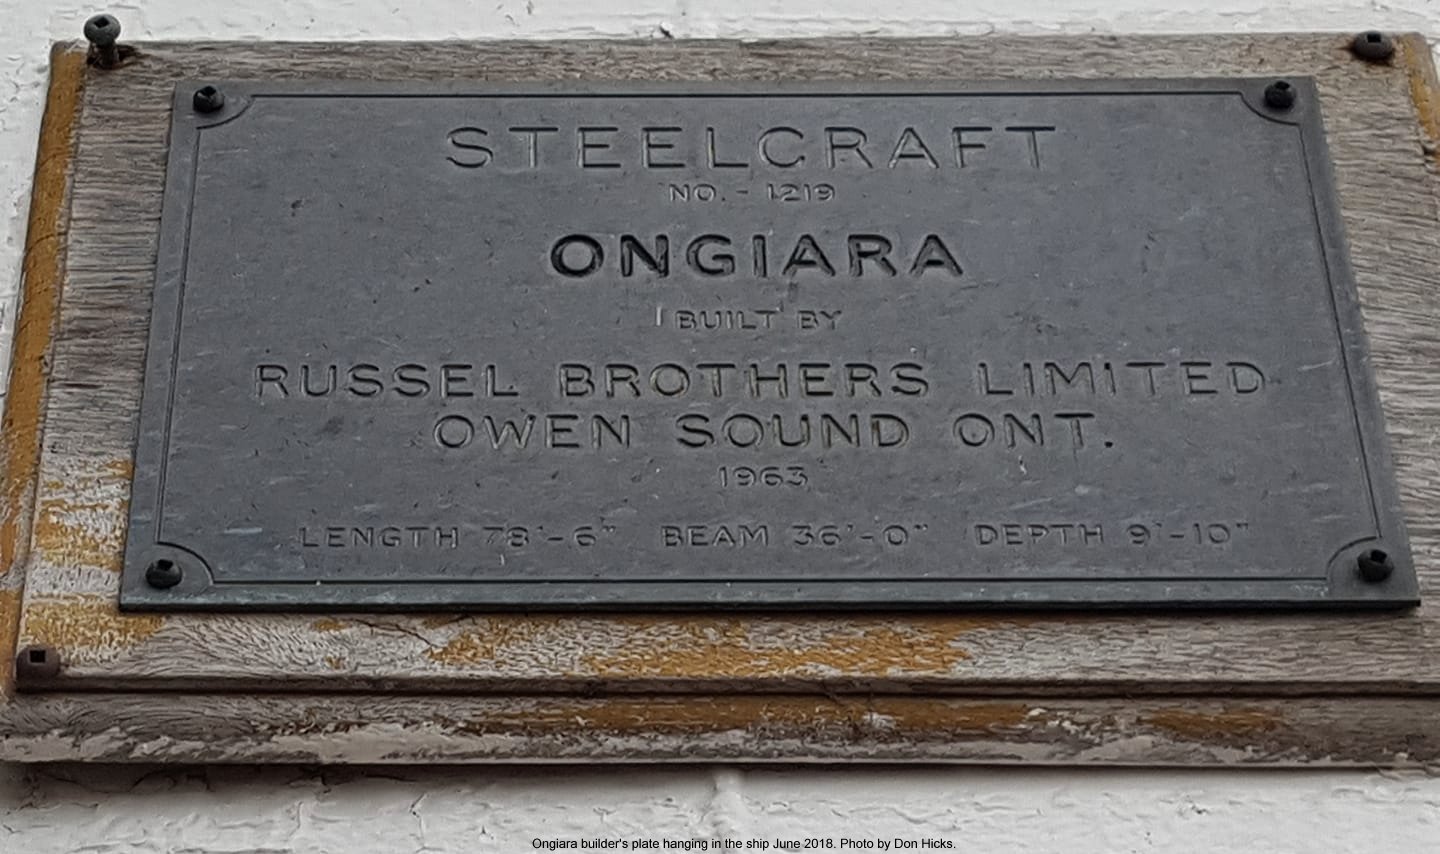 STEELCRAFT
NO. - 1219
ONGIARA
BUILT BY
RUSSEL BROTHERS LIMITED
OWEN SOUND ONT.
1963
LENGTH 78'-6" BEAM 36'-0" DEPTH 9'-10"
Ongiara builder's plate hanging in the ship June 2018. Photo by Don Hicks.